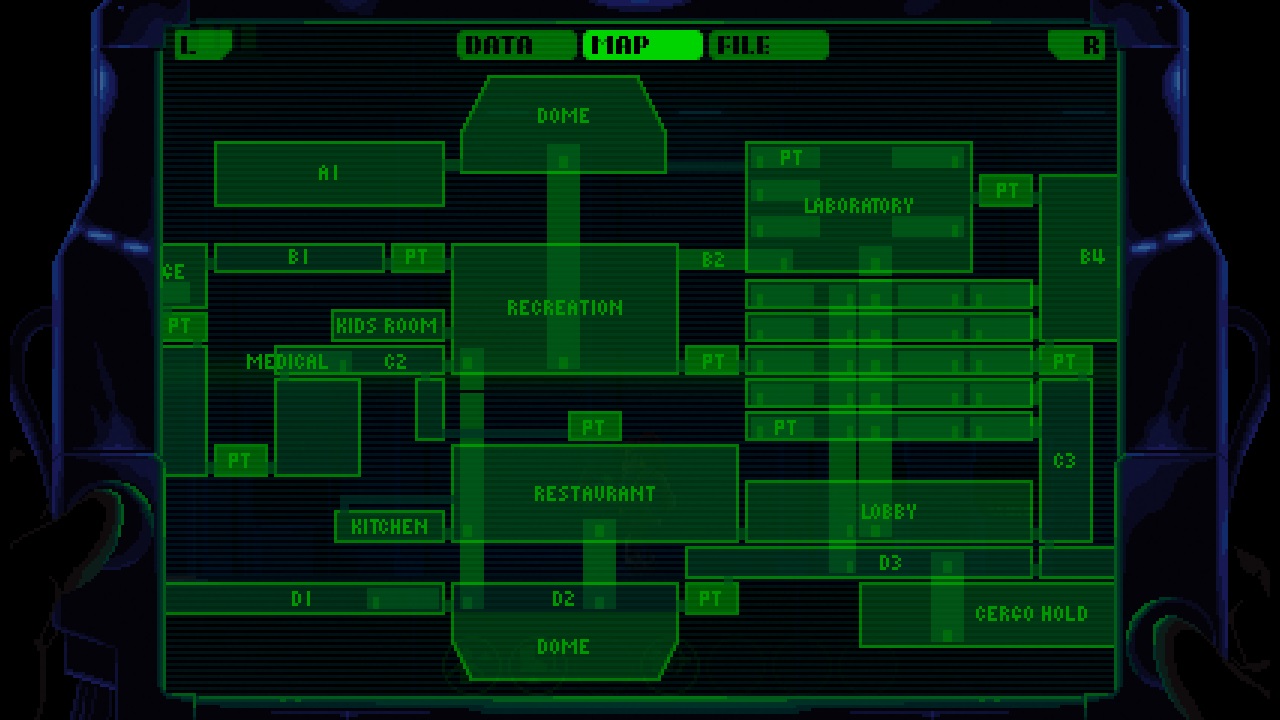 L DATA MAP FILE R
DOME
PT
A1
PT
LABORATORY
B1 PT B2 B4
CE
RECREATION
PT KIDS ROOM
MEDICAL C2 PT PT
PT PT
PT C3
RESTAURANT
LOBBY
KITCHEN
D3
D1 D2 PT
CERGO HOLD
DOME